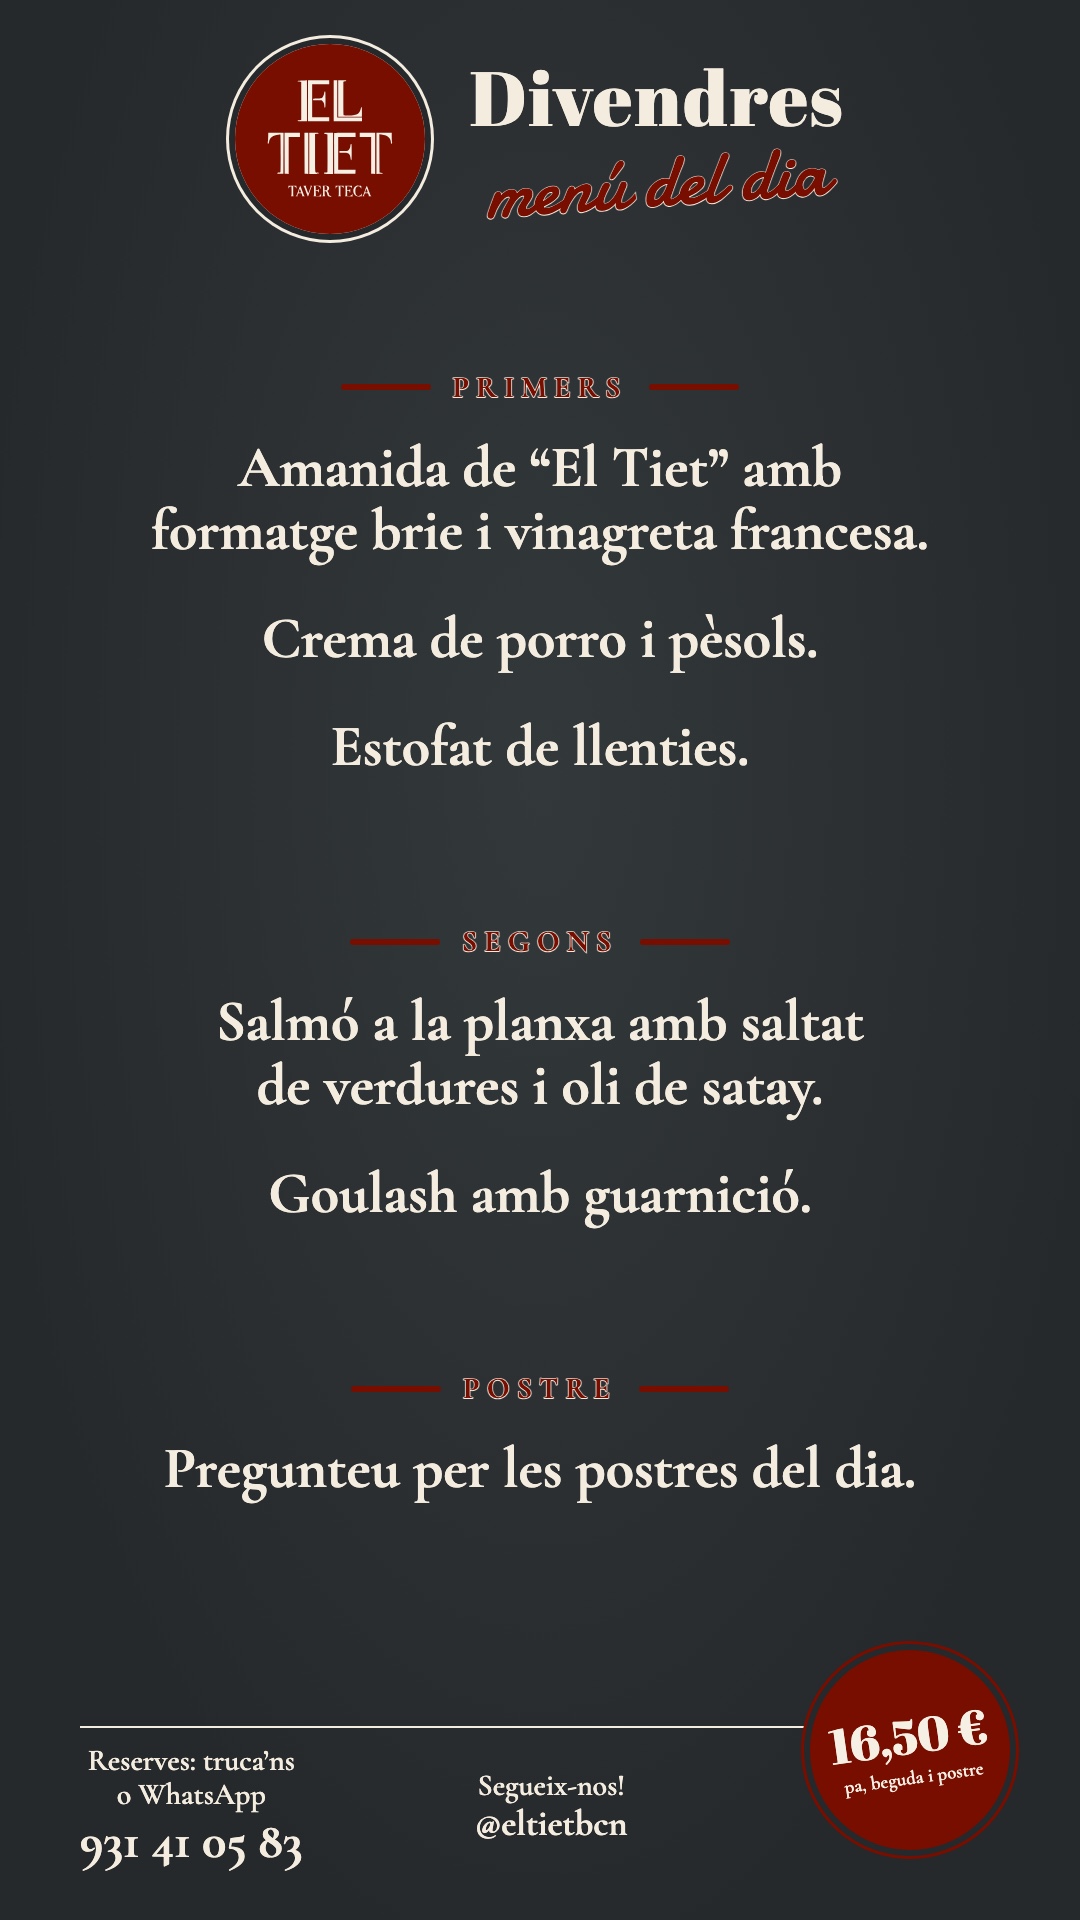 EL
TIET
TAVER TECA
Divendres
menú del dia
PRIMERS
Amanida de “El Tiet” amb
formatge brie i vinagreta francesa.
Crema de porro i pèsols.
Estofat de llenties.
SEGONS
Salmó a la planxa amb saltat
de verdures i oli de satay.
Goulash amb guarnició.
POSTRE
Pregunteu per les postres del dia.
Reserves: truca’ns
o WhatsApp
931 41 05 83
Segueix-nos!
@eltietbcn
16,50 €
pa, beguda i postre